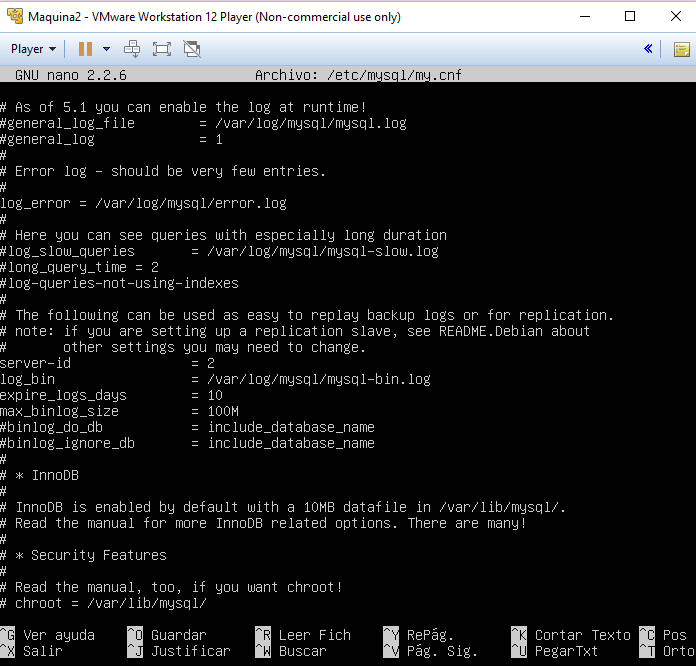 Maquina2 - VMware Workstation 12 Player (Non-commercial use only)
Player
GNU nano 2.2.6 Archivo: /etc/mysql/my.cnf
# As of 5.1 you can enable the log at runtime!
#general_log_file        = /var/log/mysql/mysql.log
#general_log             = 1
#
# Error log - should be very few entries.
#
log_error = /var/log/mysql/error.log
#
# Here you can see queries with especially long duration
#log_slow_queries       = /var/log/mysql/mysql-slow.log
#long_query_time = 2
#log-queries-not-using-indexes
#
# The following can be used as easy to replay backup logs or for replication.
# note: if you are setting up a replication slave, see README.Debian about
#       other settings you may need to change.
server-id               = 2
log_bin                 = /var/log/mysql/mysql-bin.log
expire_logs_days        = 10
max_binlog_size         = 100M
#binlog_do_db           = include_database_name
#binlog_ignore_db       = include_database_name
#
# * InnoDB
#
# InnoDB is enabled by default with a 10MB datafile in /var/lib/mysql/.
# Read the manual for more InnoDB related options. There are many!
#
# * Security Features
#
# Read the manual, too, if you want chroot!
# chroot = /var/lib/mysql/
^G Ver ayuda ^O Guardar ^R Leer Fich ^Y RePág. ^K Cortar Texto ^C Pos
^X Salir ^J Justificar ^W Buscar ^V Pág. Sig. ^U PegarTxt ^T Orto